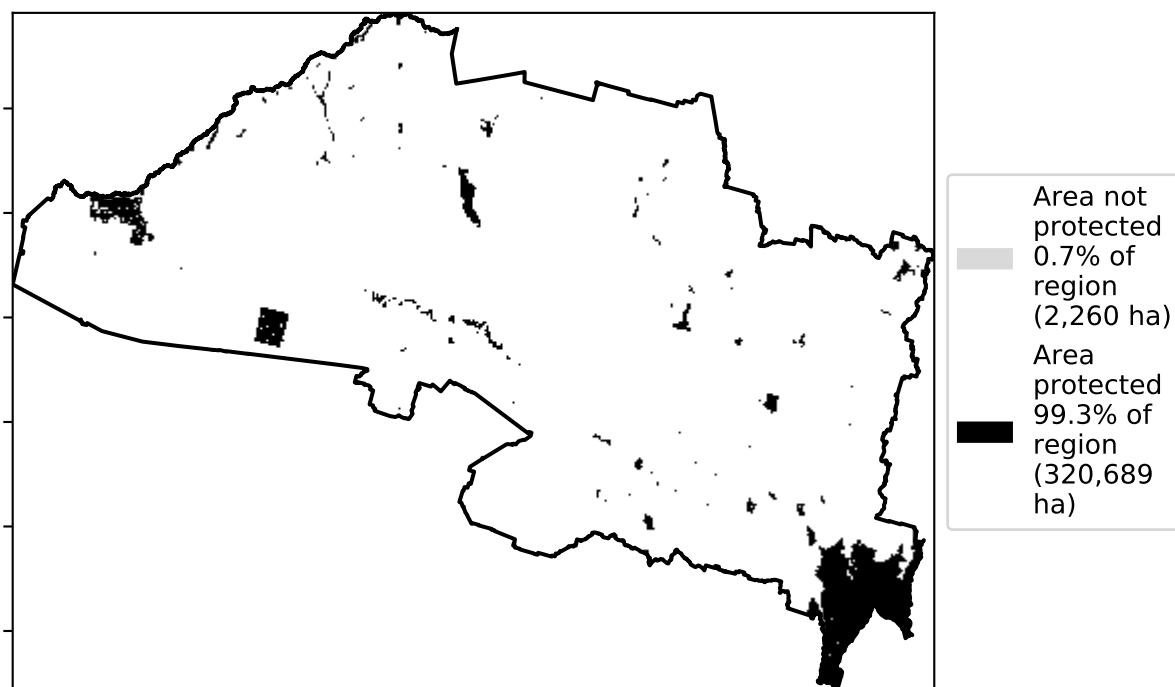 Area not
protected
0.7% of
region
(2,260 ha)
Area
protected
99.3% of
region
(320,689
ha)